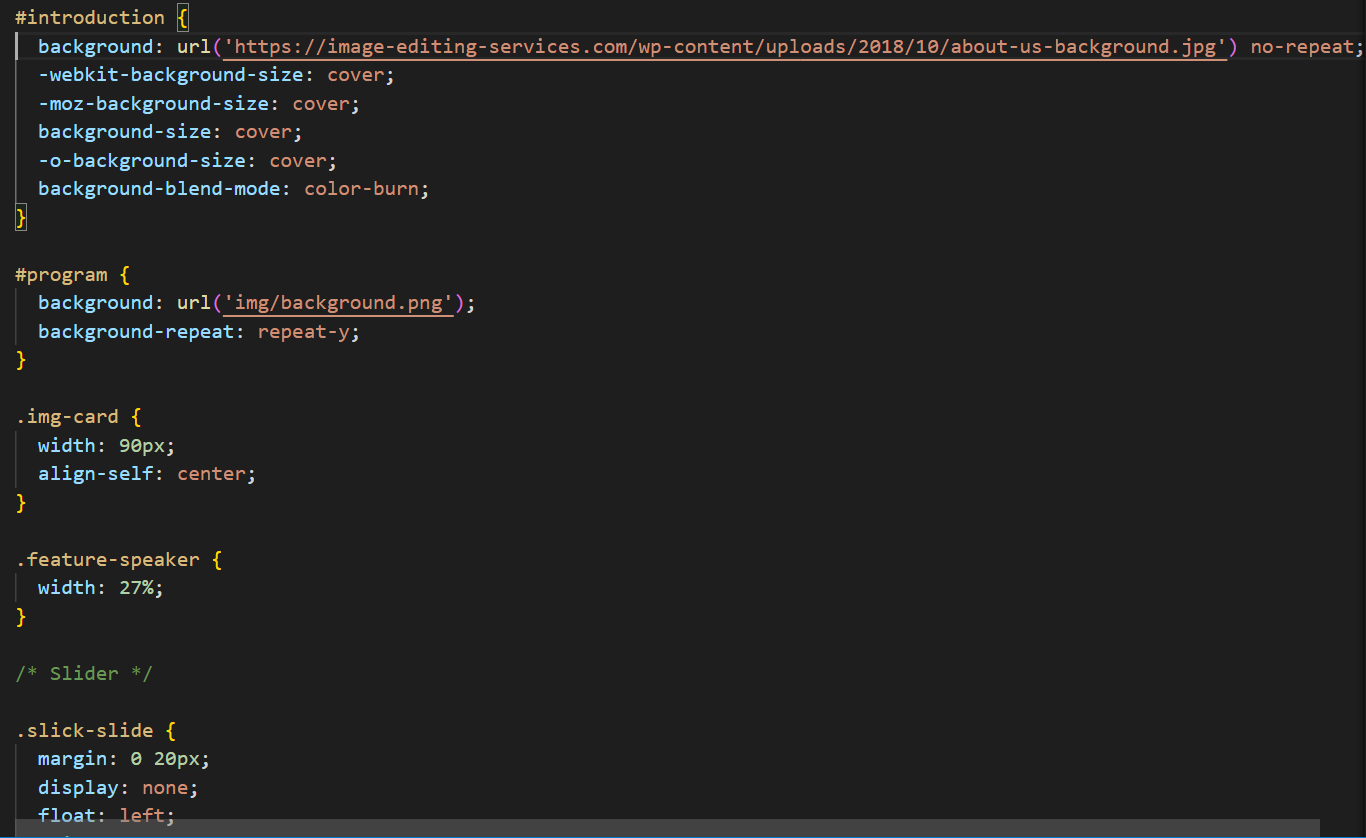 #introduction {
background: url('https://image-editing-services.com/wp-content/uploads/2018/10/about-us-background.jpg') no-repeat;
-webkit-background-size: cover;
-moz-background-size: cover;
background-size: cover;
-o-background-size: cover;
background-blend-mode: color-burn;
}
#program {
background: url('img/background.png');
background-repeat: repeat-y;
}
.img-card {
width: 90px;
align-self: center;
}
.feature-speaker {
width: 27%;
}
/* Slider */
.slick-slide {
margin: 0 20px;
display: none;
float: left;